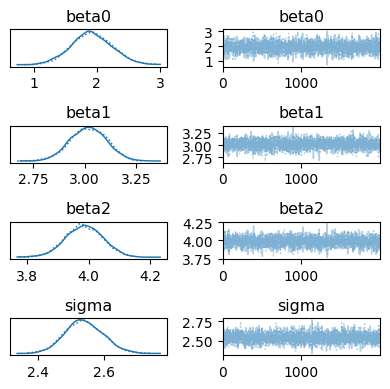 beta0 beta0
3
2
1
1 2 3 0 1000
beta1 beta1
3.25
3.00
2.75
2.75 3.00 3.25 0 1000
beta2 beta2
4.25
4.00
3.75
3.8 4.0 4.2 0 1000
sigma sigma
2.75
2.50
2.4 2.6 0 1000